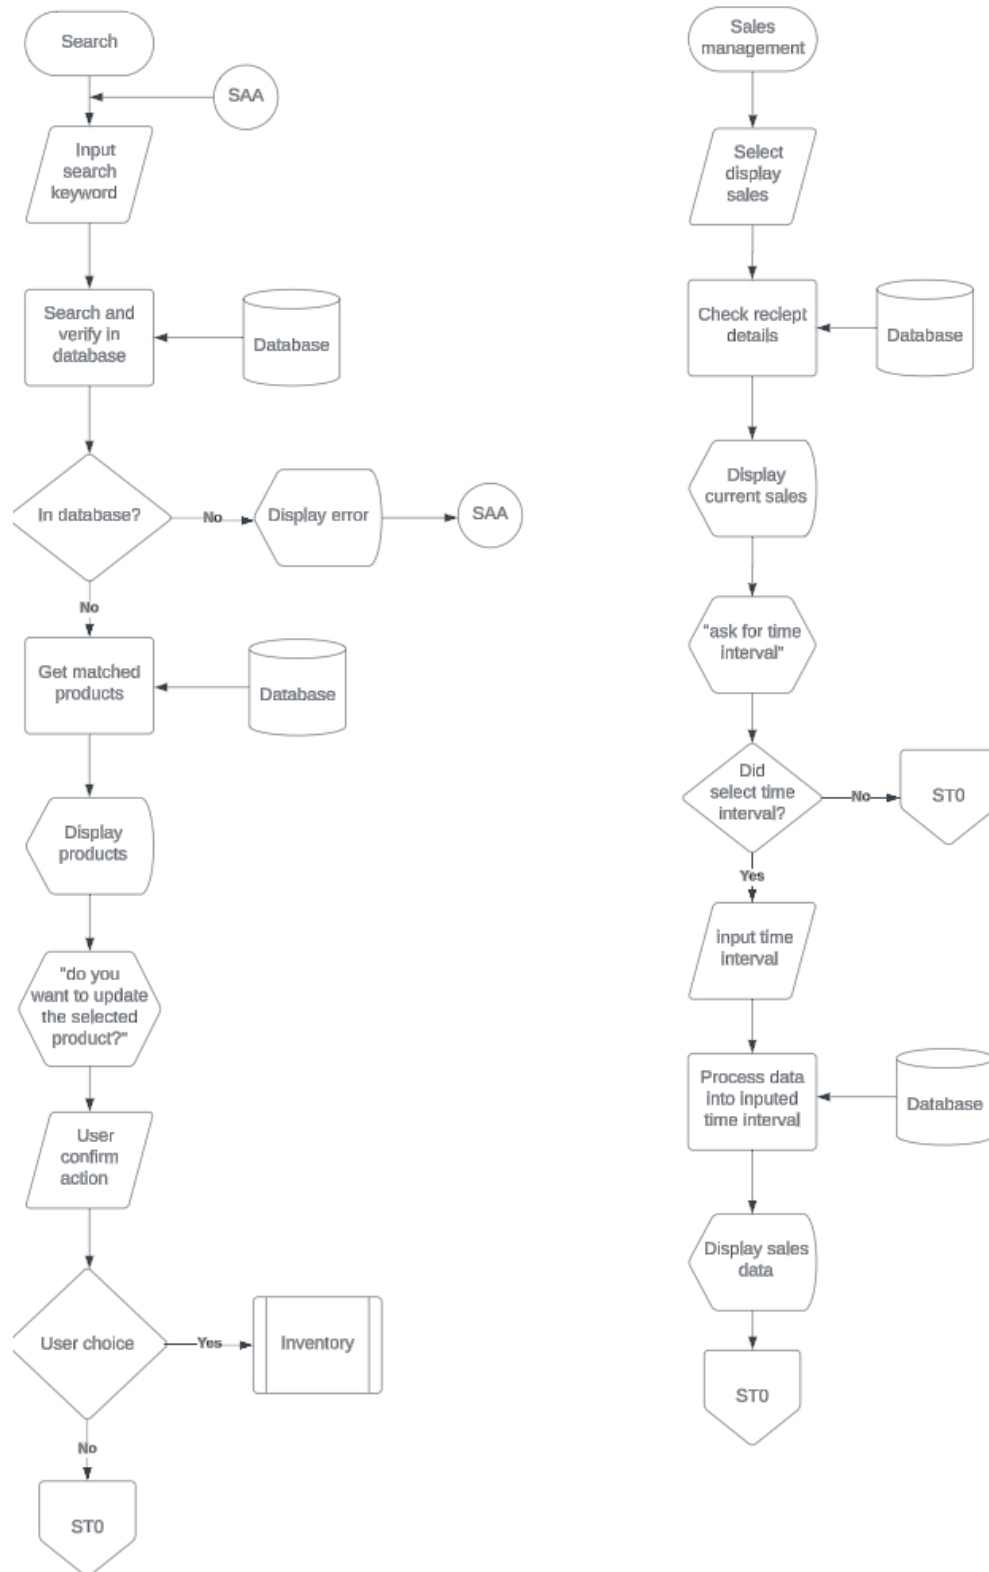 Search
SAA
Input
search
keyword
Search and
verify in
database
Database
In database?
No
Display error
SAA
No
Get matched
products
Database
Display
products
"do you
want to update
the selected
product?"
User
confirm
action
User choice
Yes
Inventory
No
ST0
Sales
management
Select
display
sales
Check reciept
details
Database
Display
current sales
"ask for time
interval"
Did
select time
interval?
No
ST0
Yes
input time
interval
Process data
into inputed
time interval
Database
Display sales
data
ST0